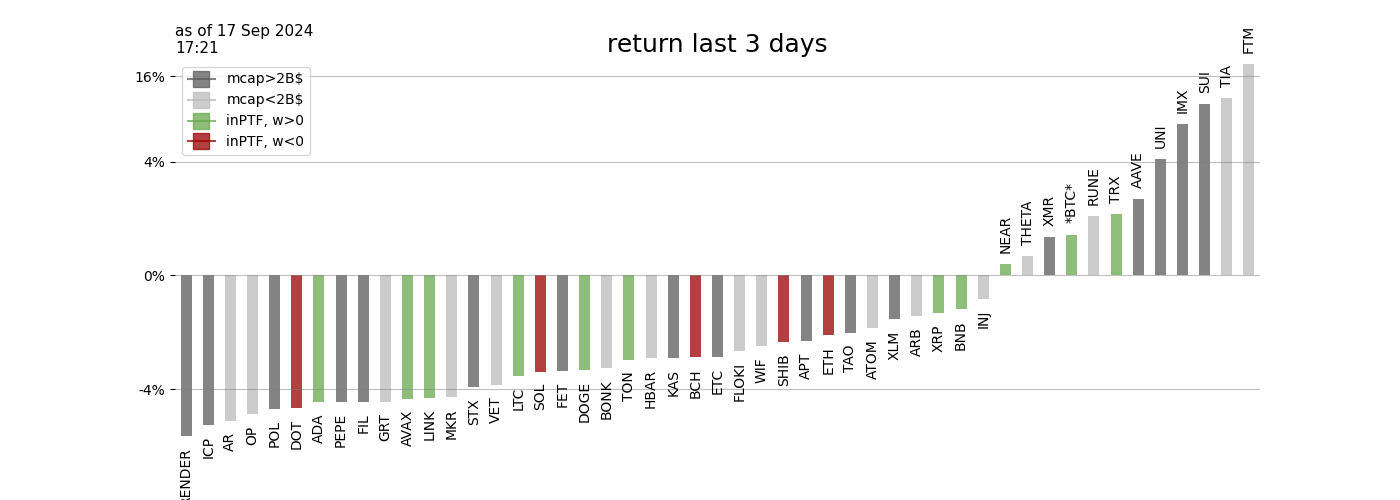 as of 17 Sep 2024
17:21
return last 3 days
mcap>2B$
mcap<2B$
inPTF, w>0
inPTF, w<0
16%
4%
0%
-4%
RENDER
ICP
AR
OP
POL
DOT
ADA
PEPE
FIL
GRT
AVAX
LINK
MKR
STX
VET
LTC
SOL
FET
DOGE
BONK
TON
HBAR
KAS
BCH
ETC
FLOKI
WIF
SHIB
APT
ETH
TAO
ATOM
XLM
ARB
XRP
BNB
INJ
NEAR
THETA
XMR
*BTC*
RUNE
TRX
AAVE
UNI
IMX
SUI
TIA
FTM